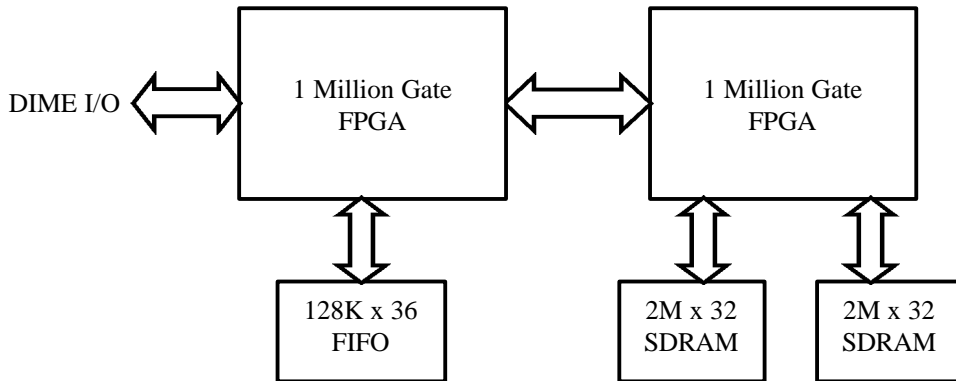 DIME I/O
1 Million Gate
FPGA
1 Million Gate
FPGA
128K x 36
FIFO
2M x 32
SDRAM
2M x 32
SDRAM